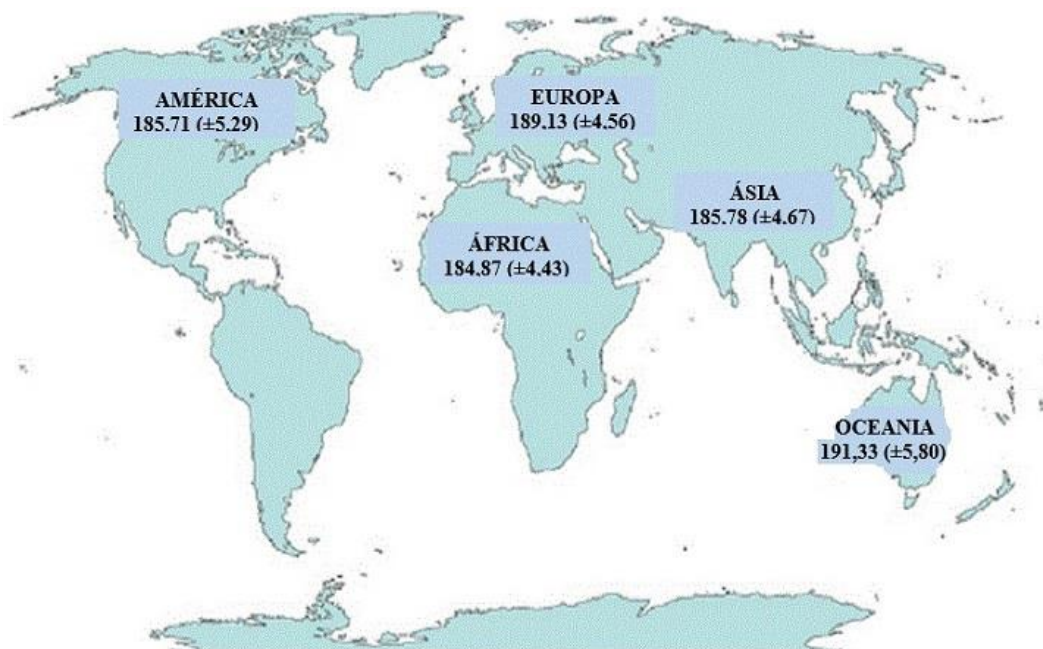 AMÉRICA
185.71 (±5.29)
EUROPA
189.13 (±4.56)
ÁSIA
185.78 (±4.67)
ÁFRICA
184.87 (±4.43)
OCEANIA
191,33 (±5,80)